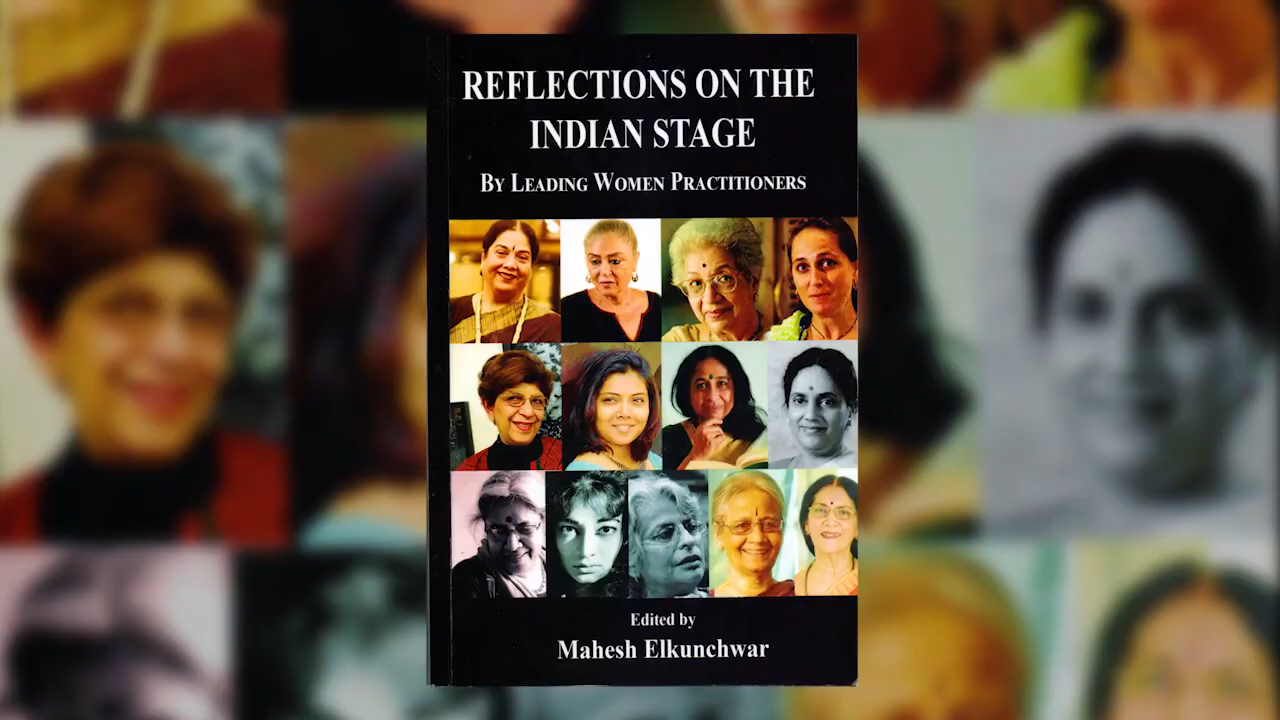 REFLECTIONS ON THE
INDIAN STAGE
BY LEADING WOMEN PRACTITIONERS
Edited by
Mahesh Elkunchwar